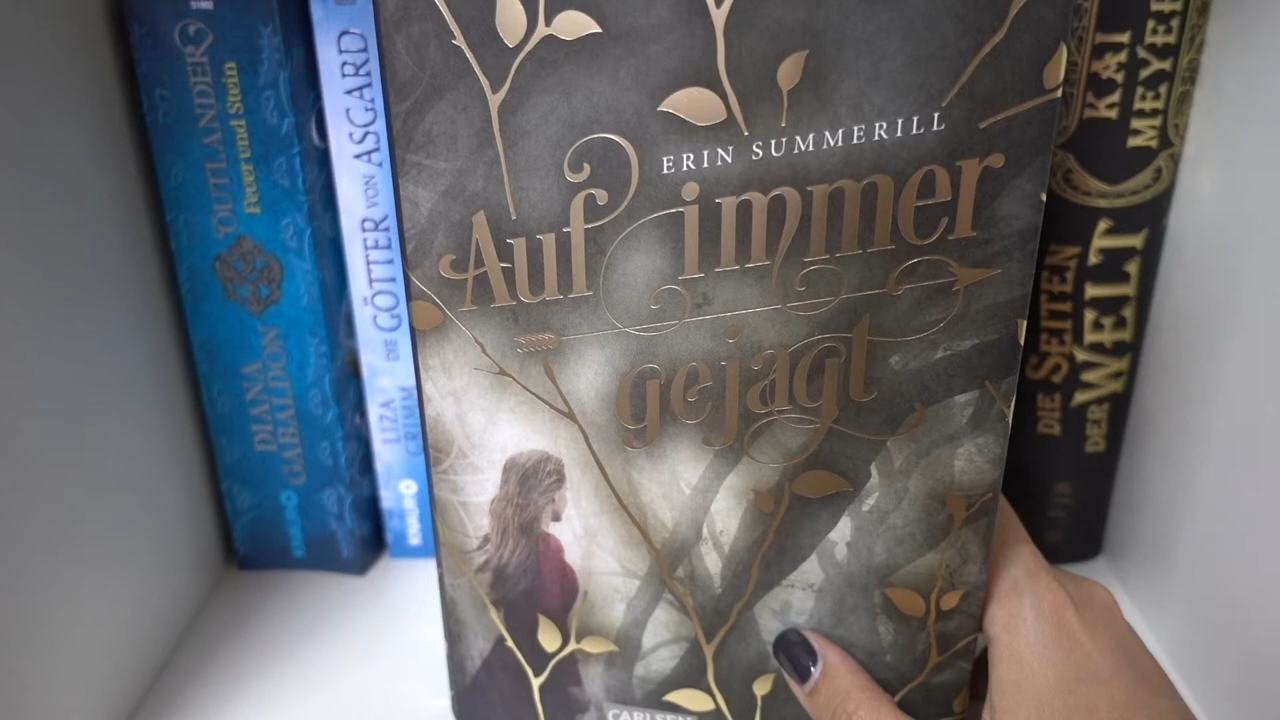 OUTLANDER
Feuer und Stein
DIANA
GABALDON
KNAUR
LIZA
GRIMM
DIE GÖTTER VON ASGARD
KNAUR
ERIN SUMMERILL
Auf immer
gejagt
CARLSEN
KAI
MEYER
DIE SEITEN
DER WELT